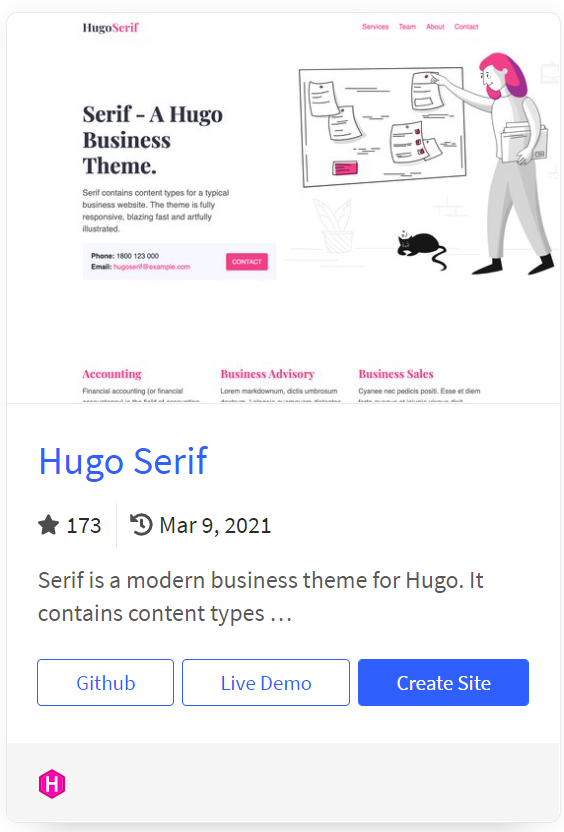 HugoSerif
Services Team About Contact
Serif - A Hugo
Business
Theme.
Serif contains content types for a typical
business website. The theme is fully
responsive, blazing fast and artfully
illustrated.
Phone: 1800 123 000
Email: hugoserif@example.com
CONTACT
Accounting
Business Advisory
Business Sales
Financial accounting (or financial
Lorem markdownum, dictis umbrosum
Cyanee nec pedicis positi. Esse et diem
Hugo Serif
173
Mar 9, 2021
Serif is a modern business theme for Hugo. It
contains content types …
Github
Live Demo
Create Site
H